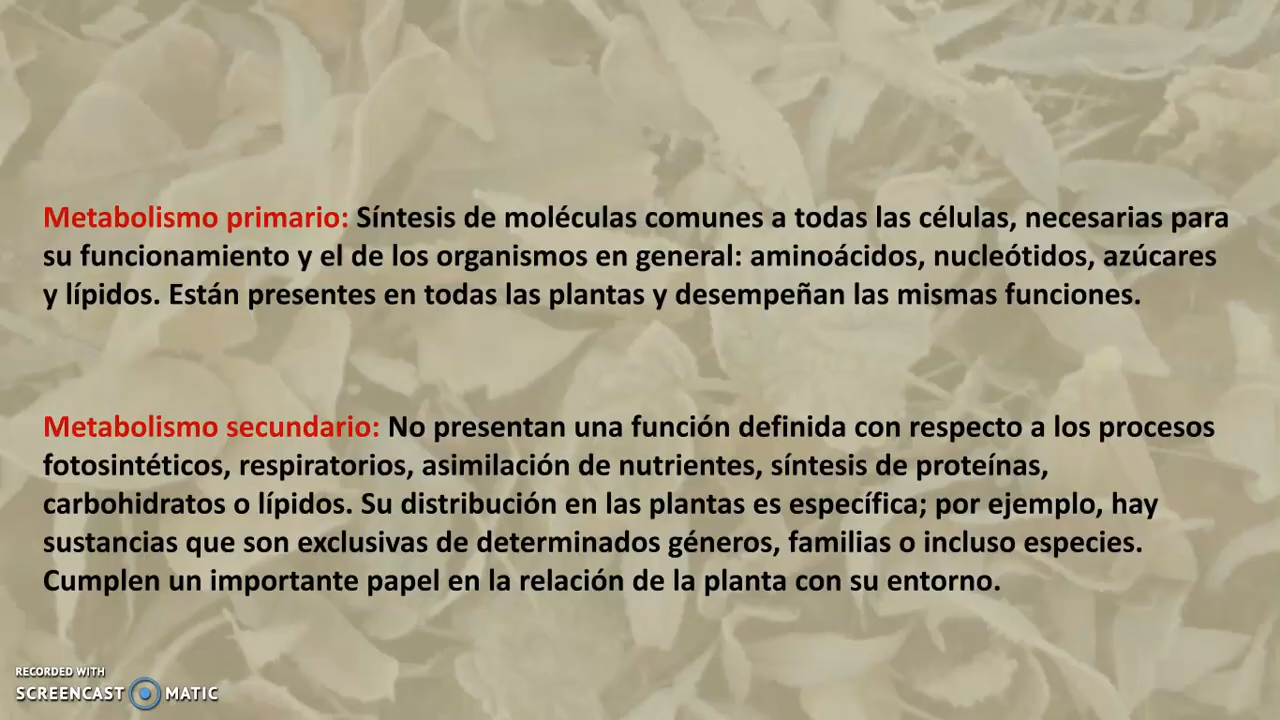 Metabolismo primario: Síntesis de moléculas comunes a todas las células, necesarias para
su funcionamiento y el de los organismos en general: aminoácidos, nucleótidos, azúcares
y lípidos. Están presentes en todas las plantas y desempeñan las mismas funciones.
Metabolismo secundario: No presentan una función definida con respecto a los procesos
fotosintéticos, respiratorios, asimilación de nutrientes, síntesis de proteínas,
carbohidratos o lípidos. Su distribución en las plantas es específica; por ejemplo, hay
sustancias que son exclusivas de determinados géneros, familias o incluso especies.
Cumplen un importante papel en la relación de la planta con su entorno.
RECORDED WITH
SCREENCAST MATIC